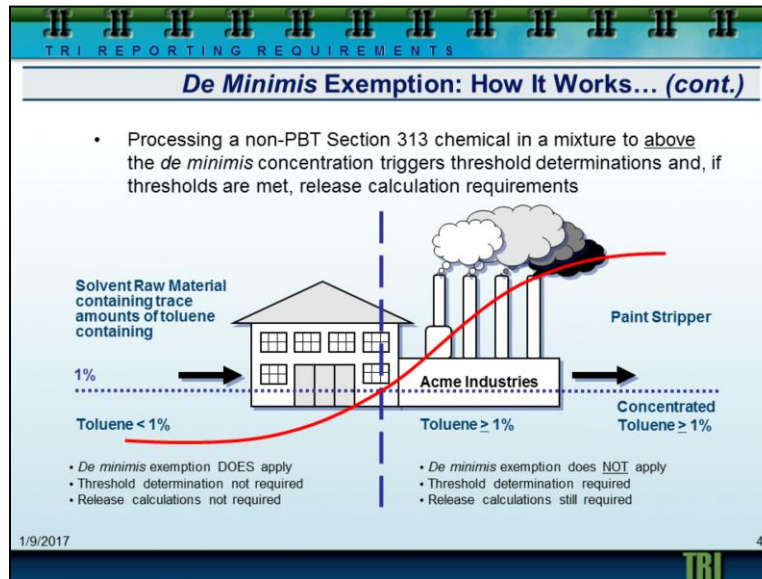 TRI REPORTING REQUIREMENTS
De Minimis Exemption: How It Works… (cont.)
• Processing a non-PBT Section 313 chemical in a mixture to above
the de minimis concentration triggers threshold determinations and, if
thresholds are met, release calculation requirements
Solvent Raw Material
containing trace
amounts of toluene
containing
Paint Stripper
1%
Acme Industries
Toluene < 1%
Toluene ≥ 1%
Concentrated
Toluene ≥ 1%
• De minimis exemption DOES apply
• Threshold determination not required
• Release calculations not required
• De minimis exemption does NOT apply
• Threshold determination required
• Release calculations still required
1/9/2017
4
TRI